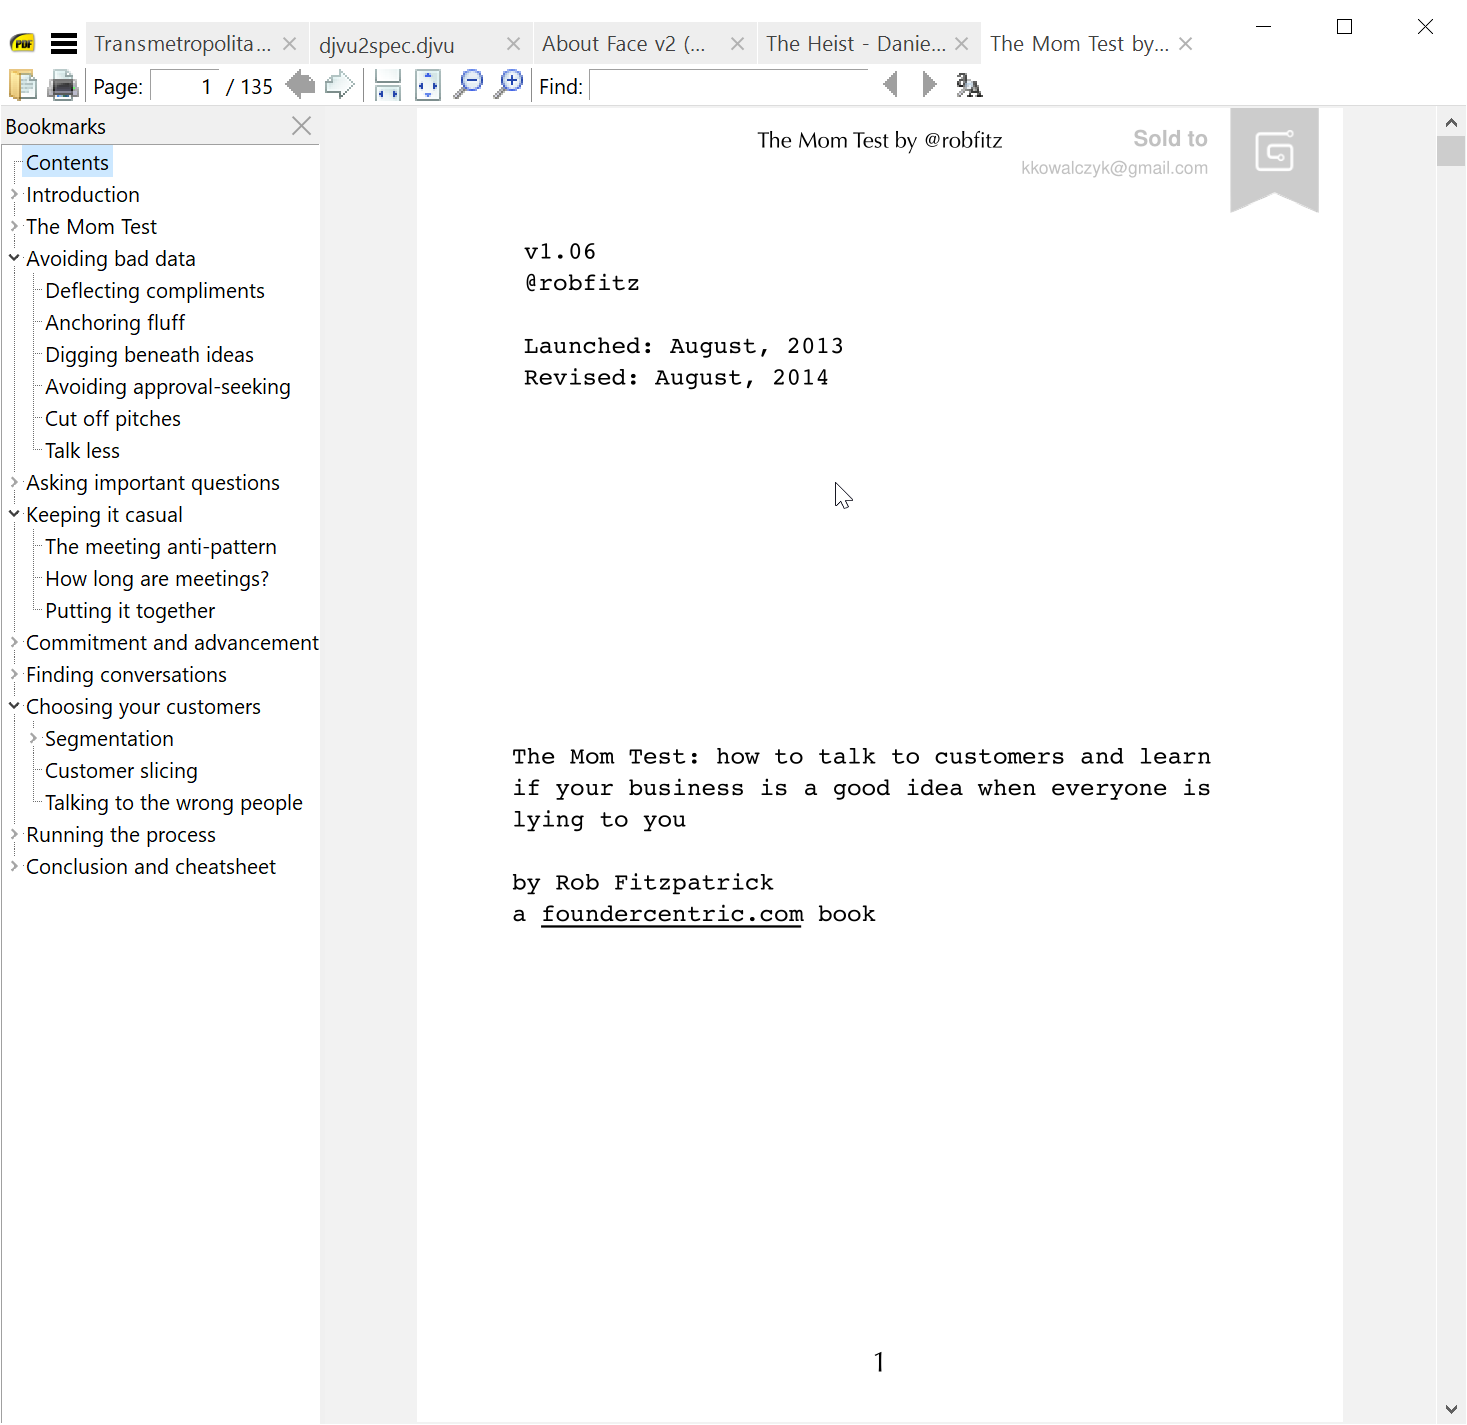 PDF
Transmetropolita...
djvu2spec.djvu
About Face v2 (...
The Heist - Danie...
The Mom Test by...
Page: 1 / 135
Find:
Bookmarks
Contents
Introduction
The Mom Test
Avoiding bad data
Deflecting compliments
Anchoring fluff
Digging beneath ideas
Avoiding approval-seeking
Cut off pitches
Talk less
Asking important questions
Keeping it casual
The meeting anti-pattern
How long are meetings?
Putting it together
Commitment and advancement
Finding conversations
Choosing your customers
Segmentation
Customer slicing
Talking to the wrong people
Running the process
Conclusion and cheatsheet
The Mom Test by @robfitz
Sold to
kkowalczyk@gmail.com
v1.06
@robfitz
Launched: August, 2013
Revised: August, 2014
The Mom Test: how to talk to customers and learn
if your business is a good idea when everyone is
lying to you
by Rob Fitzpatrick
a foundercentric.com book
1